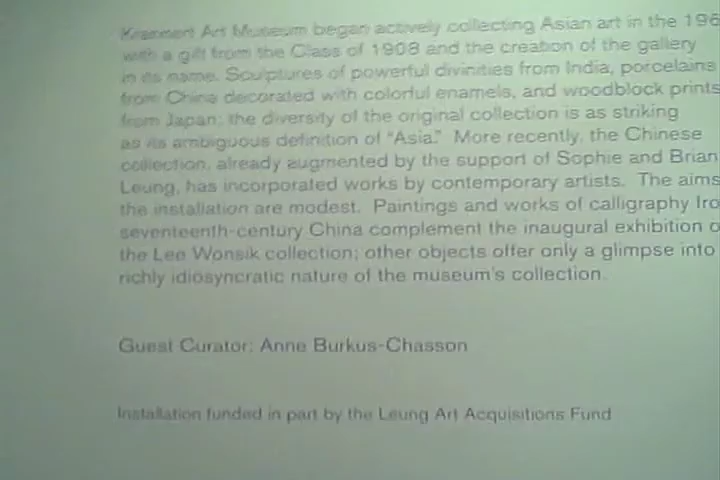 Krannert Art Museum began actively collecting Asian art in the 196
with a gift from the Class of 1908 and the creation of the gallery
in its name. Sculptures of powerful divinities from India, porcelains
from China decorated with colorful enamels, and woodblock prints
from Japan: the diversity of the original collection is as striking
as its ambiguous definition of “Asia.” More recently, the Chinese
collection, already augmented by the support of Sophie and Brian
Leung, has incorporated works by contemporary artists. The aims
the installation are modest. Paintings and works of calligraphy fro
seventeenth-century China complement the inaugural exhibition o
the Lee Wonsik collection; other objects offer only a glimpse into
richly idiosyncratic nature of the museum's collection.
Guest Curator: Anne Burkus-Chasson
Installation funded in part by the Leung Art Acquisitions Fund